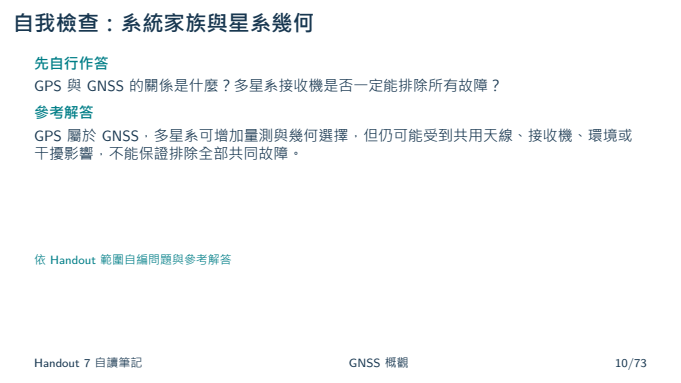 自我檢查：系統家族與星系幾何
先自行作答
GPS 與 GNSS 的關係是什麼？多星系接收機是否一定能排除所有故障？
參考解答
GPS 屬於 GNSS，多星系可增加量測與幾何選擇，但仍可能受到共用天線、接收機、環境或
干擾影響，不能保證排除全部共同故障。
依 Handout 範圍自編問題與參考解答
Handout 7 自讀筆記
GNSS 概觀
10/73